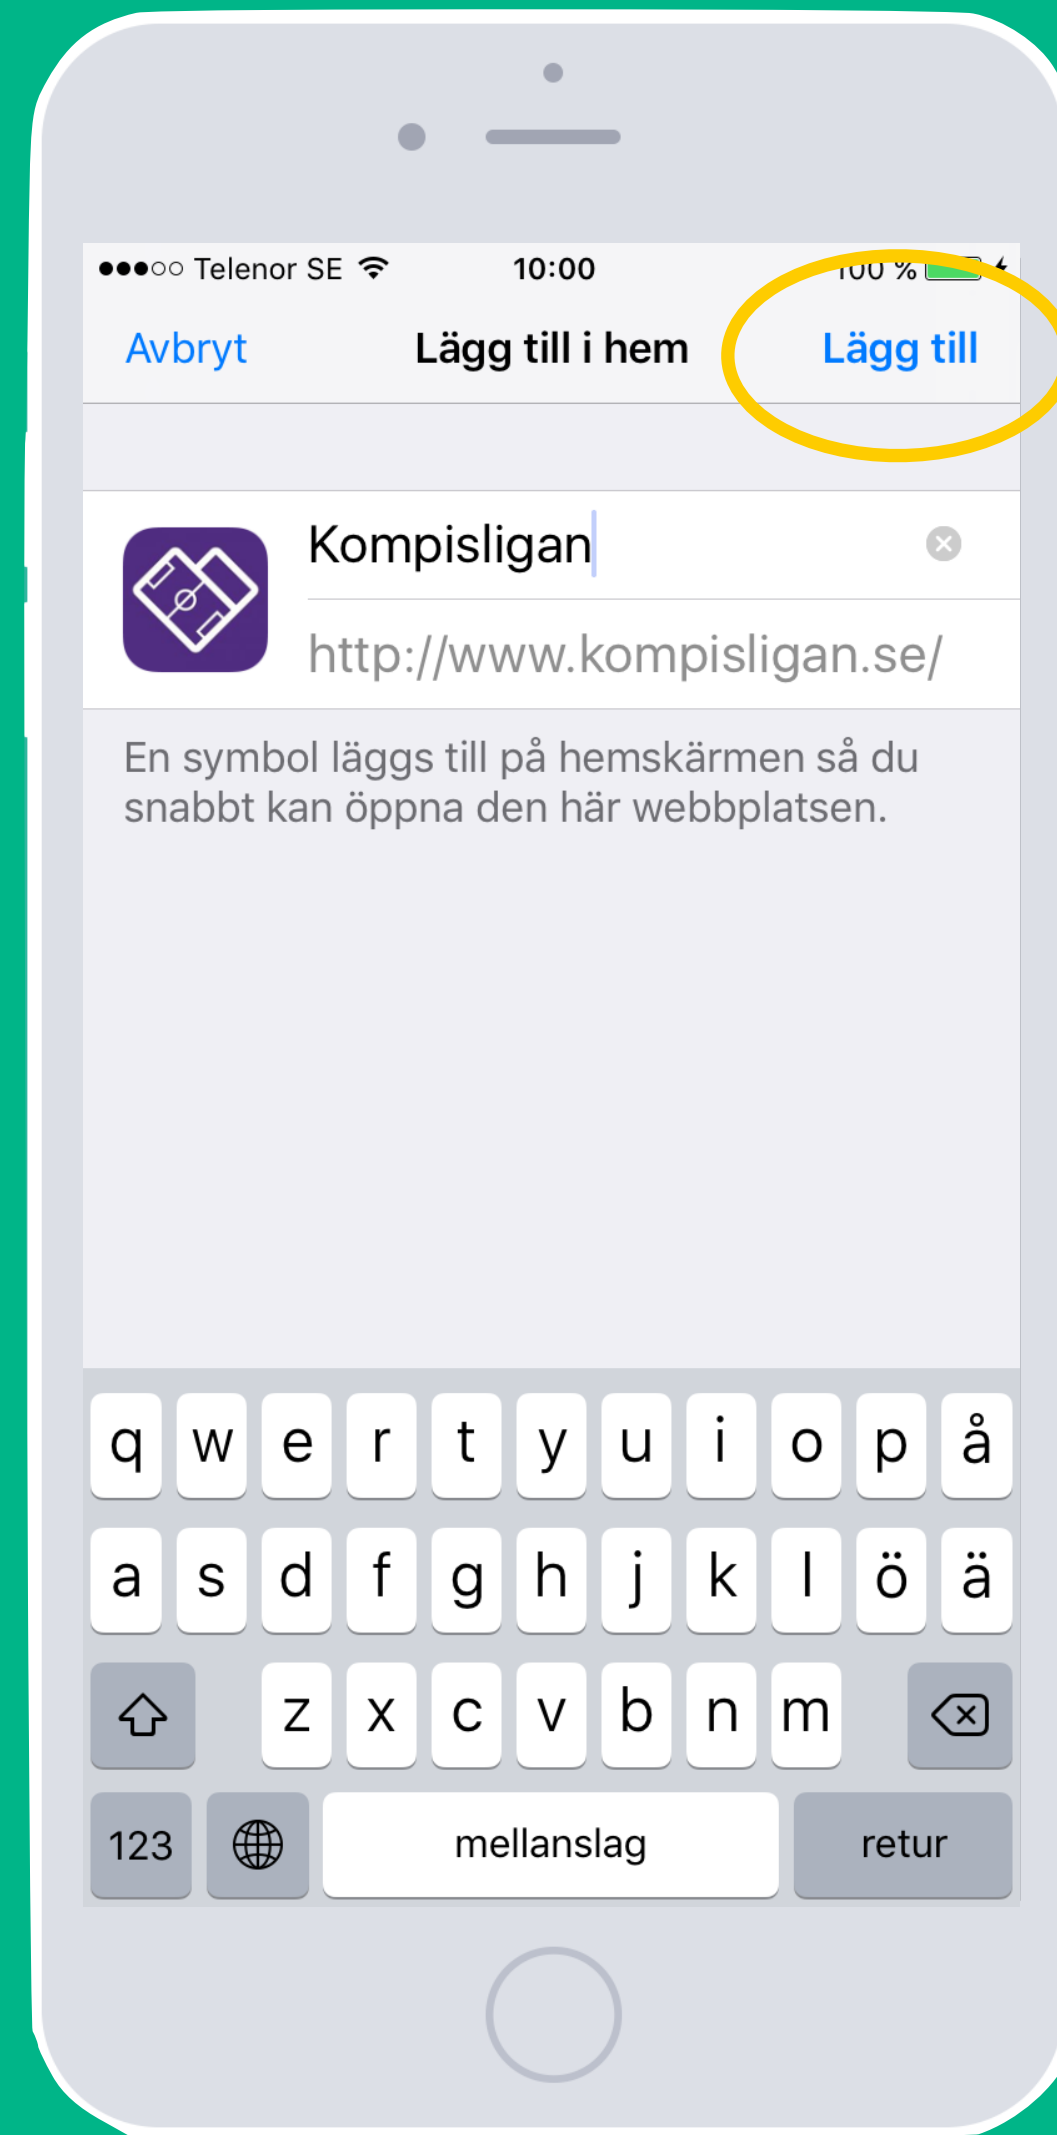 Telenor SE 10:00 100 %
Avbryt Lägg till i hem Lägg till
Kompisligan
http://www.kompisligan.se/
En symbol läggs till på hemskärmen så du
snabbt kan öppna den här webbplatsen.
q w e r t y u i o p å
a s d f g h j k l ö ä
z x c v b n m
123 mellanslag retur